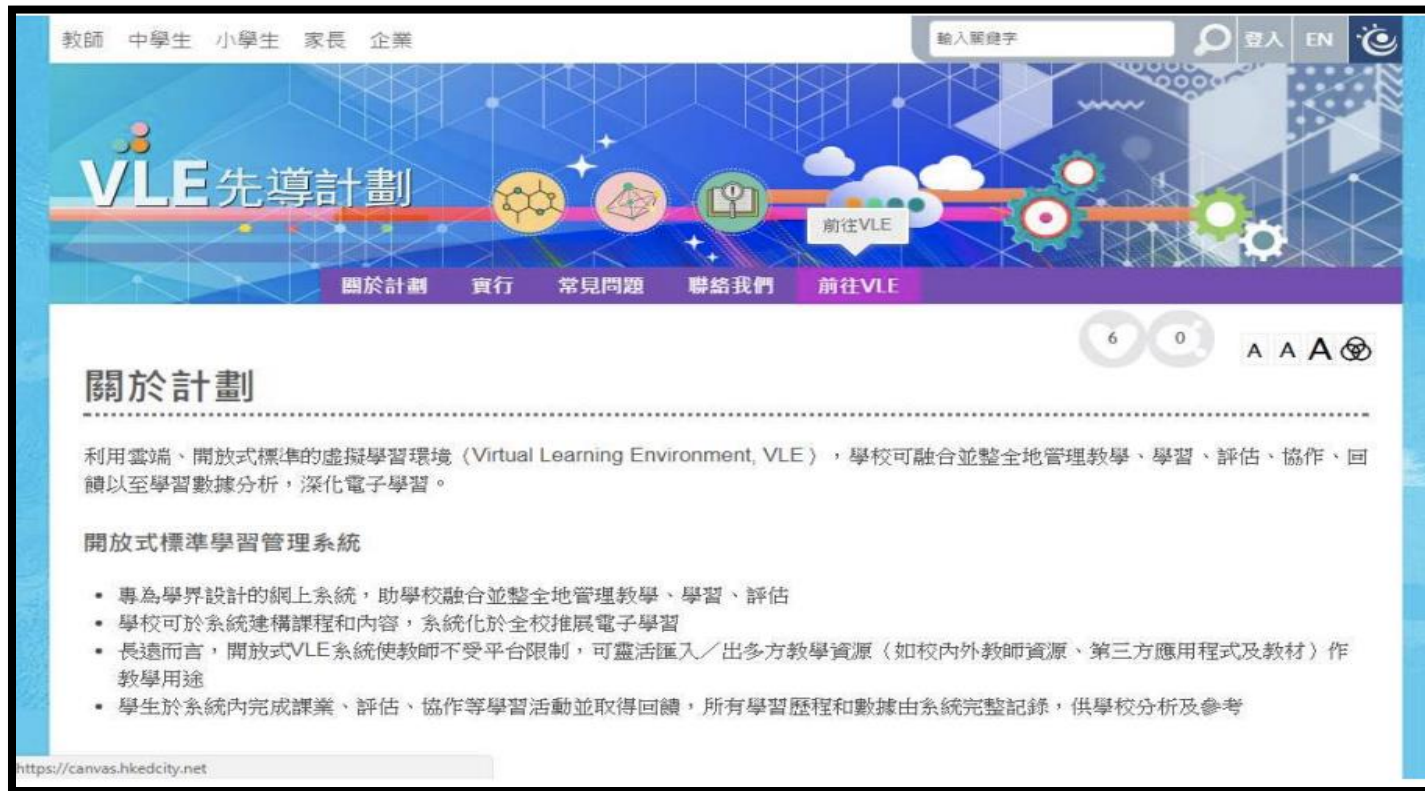 教師 中學生 小學生 家長 企業
輸入關鍵字
登入 EN
VLE先導計劃
前往VLE
關於計劃 實行 常見問題 聯絡我們 前往VLE
6 0
A A A
關於計劃
利用雲端、開放式標準的虛擬學習環境（Virtual Learning Environment, VLE），學校可融合並整全地管理教學、學習、評估、協作、回
饋以至學習數據分析，深化電子學習。
開放式標準學習管理系統
• 專為學界設計的網上系統，助學校融合並整全地管理教學、學習、評估
• 學校可於系統建構課程和內容，系統化於全校推展電子學習
• 長遠而言，開放式VLE系統使教師不受平台限制，可靈活匯入／出多方教學資源（如校內外教師資源、第三方應用程式及教材）作
教學用途
• 學生於系統內完成課業、評估、協作等學習活動並取得回饋，所有學習歷程和數據由系統完整記錄，供學校分析及參考
https://canvas.hkedcity.net